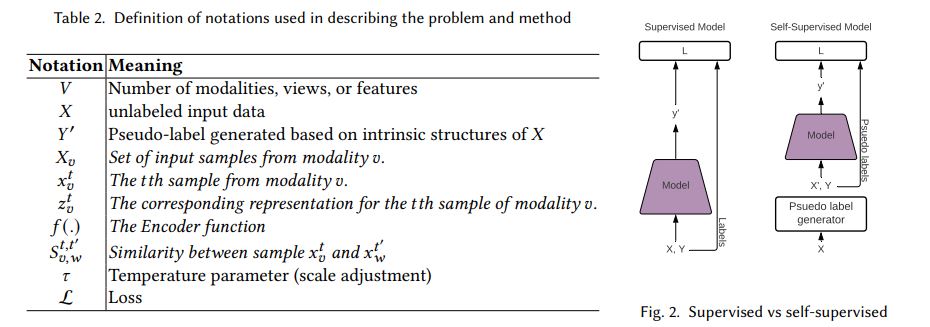 Table 2. Definition of notations used in describing the problem and method
Notation Meaning
V Number of modalities, views, or features
X unlabeled input data
Y′ Pseudo-label generated based on intrinsic structures of X
X_v Set of input samples from modality v.
x_v^t The tth sample from modality v.
z_v^t The corresponding representation for the tth sample of modality v.
f(.) The Encoder function
S_{v,w}^{t,t′} Similarity between sample x_v^t and x_w^{t′}
τ Temperature parameter (scale adjustment)
ℒ Loss
Supervised Model
L
y'
Model
Labels
X, Y
Self-Supervised Model
L
y'
Model
Psuedo labels
X', Y
Psuedo label
generator
X
Fig. 2. Supervised vs self-supervised